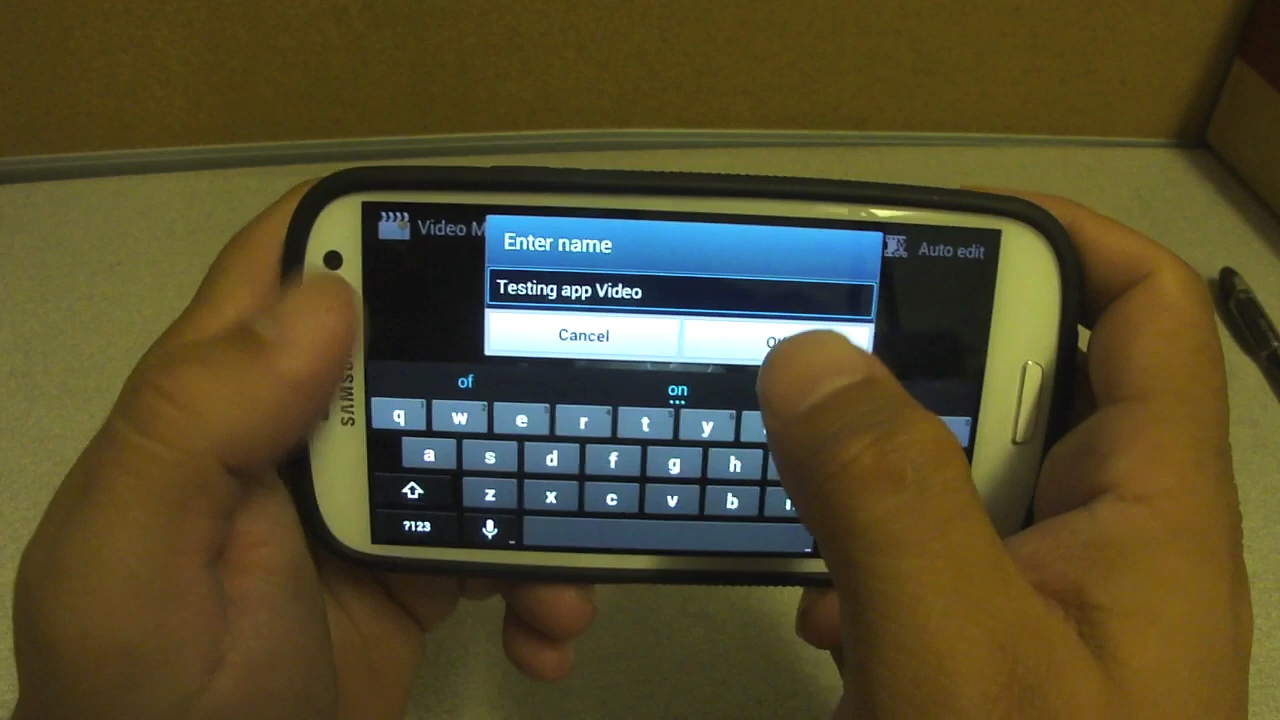 Video M
Auto edit
Enter name
Testing app Video
Cancel
of
on
q w e r t y
a s d f g h
z x c v b
?123
SAMSUNG